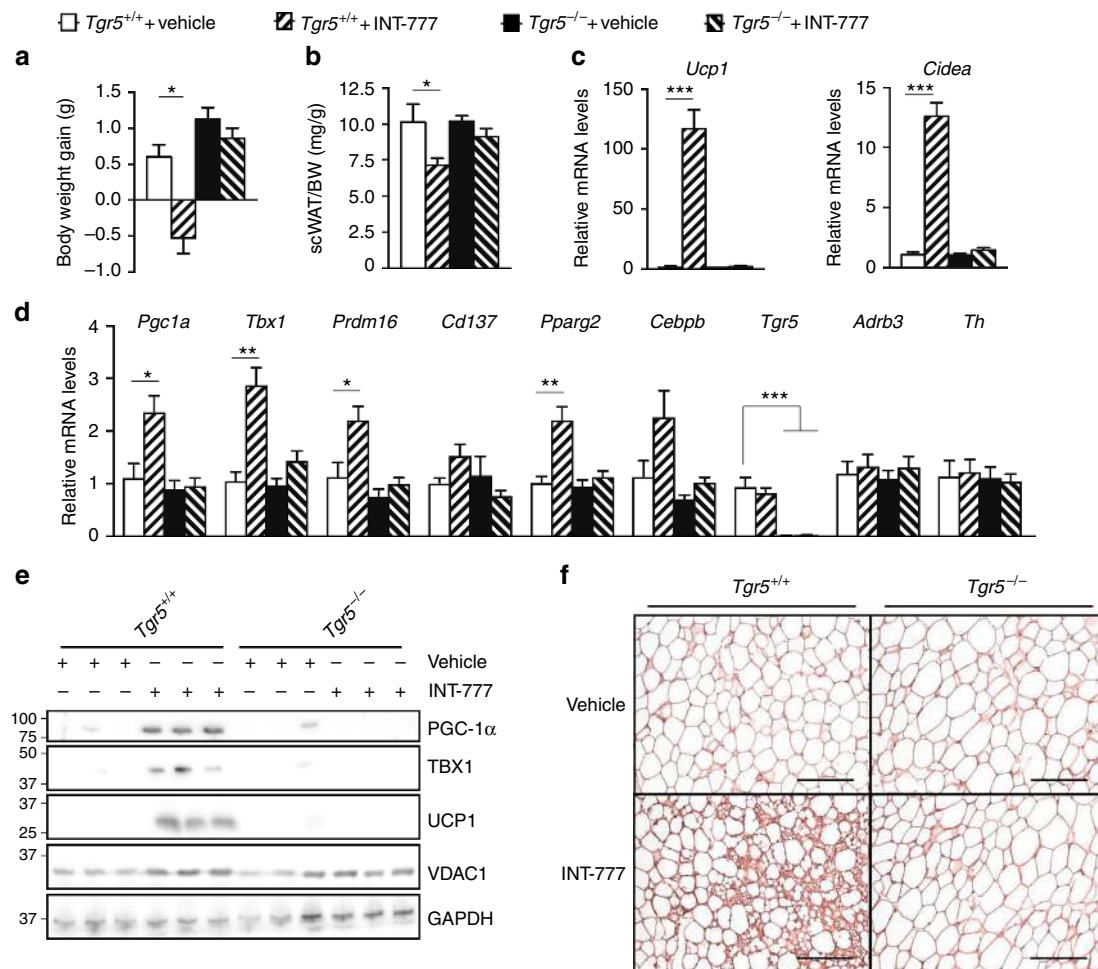 Tgr5+/+ + vehicle Tgr5+/+ + INT-777 Tgr5−/− + vehicle Tgr5−/− + INT-777
a
*
Body weight gain (g)
1.5
1.0
0.5
0.0
−0.5
−1.0
b
*
scWAT/BW (mg/g)
12.5
10.0
7.5
5.0
2.5
0
c
Ucp1
***
Relative mRNA levels
150
100
50
0
Cidea
***
Relative mRNA levels
15
10
5
0
d
Pgc1a Tbx1 Prdm16 Cd137 Pparg2 Cebpb Tgr5 Adrb3 Th
* ** * ** ***
Relative mRNA levels
4
3
2
1
0
e
Tgr5+/+ Tgr5−/−
+ + + − − − + + + − − − Vehicle
− − − + + + − − − + + + INT-777
100
75
PGC-1α
50
37
TBX1
37
25
UCP1
37
VDAC1
37
GAPDH
f
Tgr5+/+ Tgr5−/−
Vehicle
INT-777